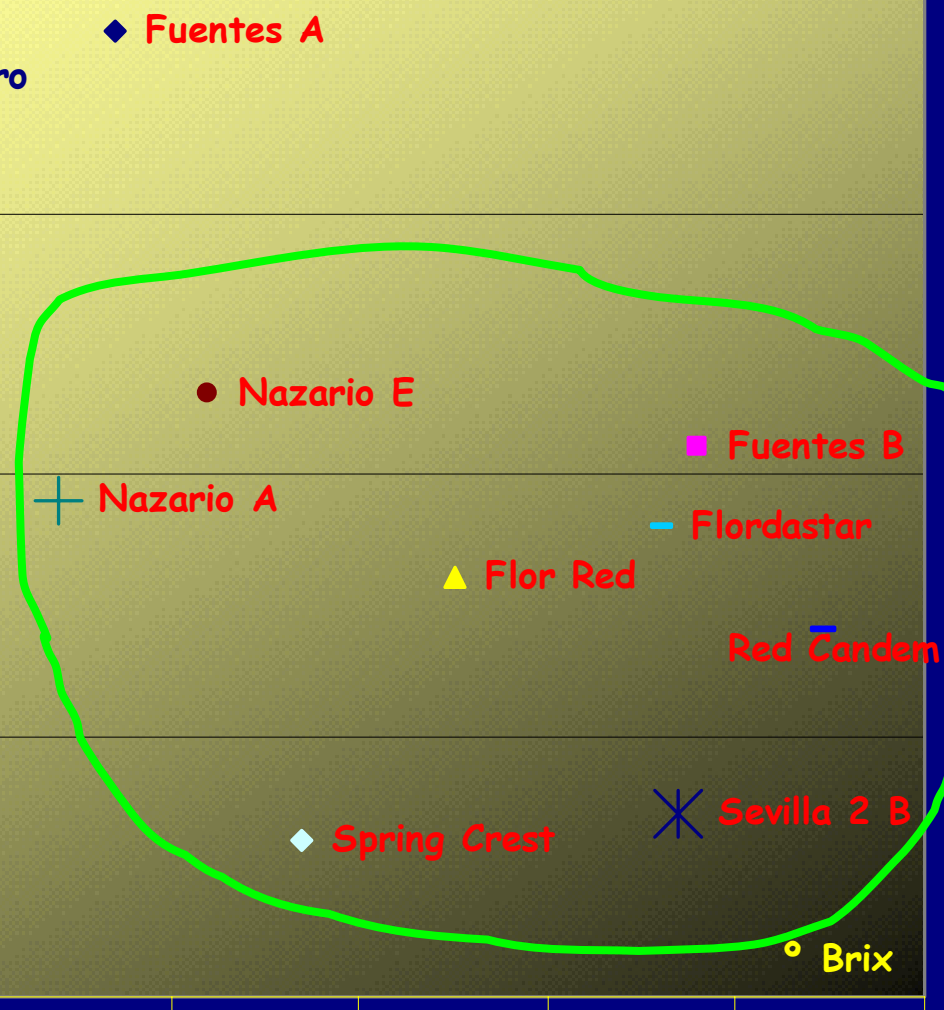 Fuentes A
ro
Nazario E
Fuentes B
Nazario A
Flordastar
Flor Red
Red Candem
Sevilla 2 B
Spring Crest
Brix